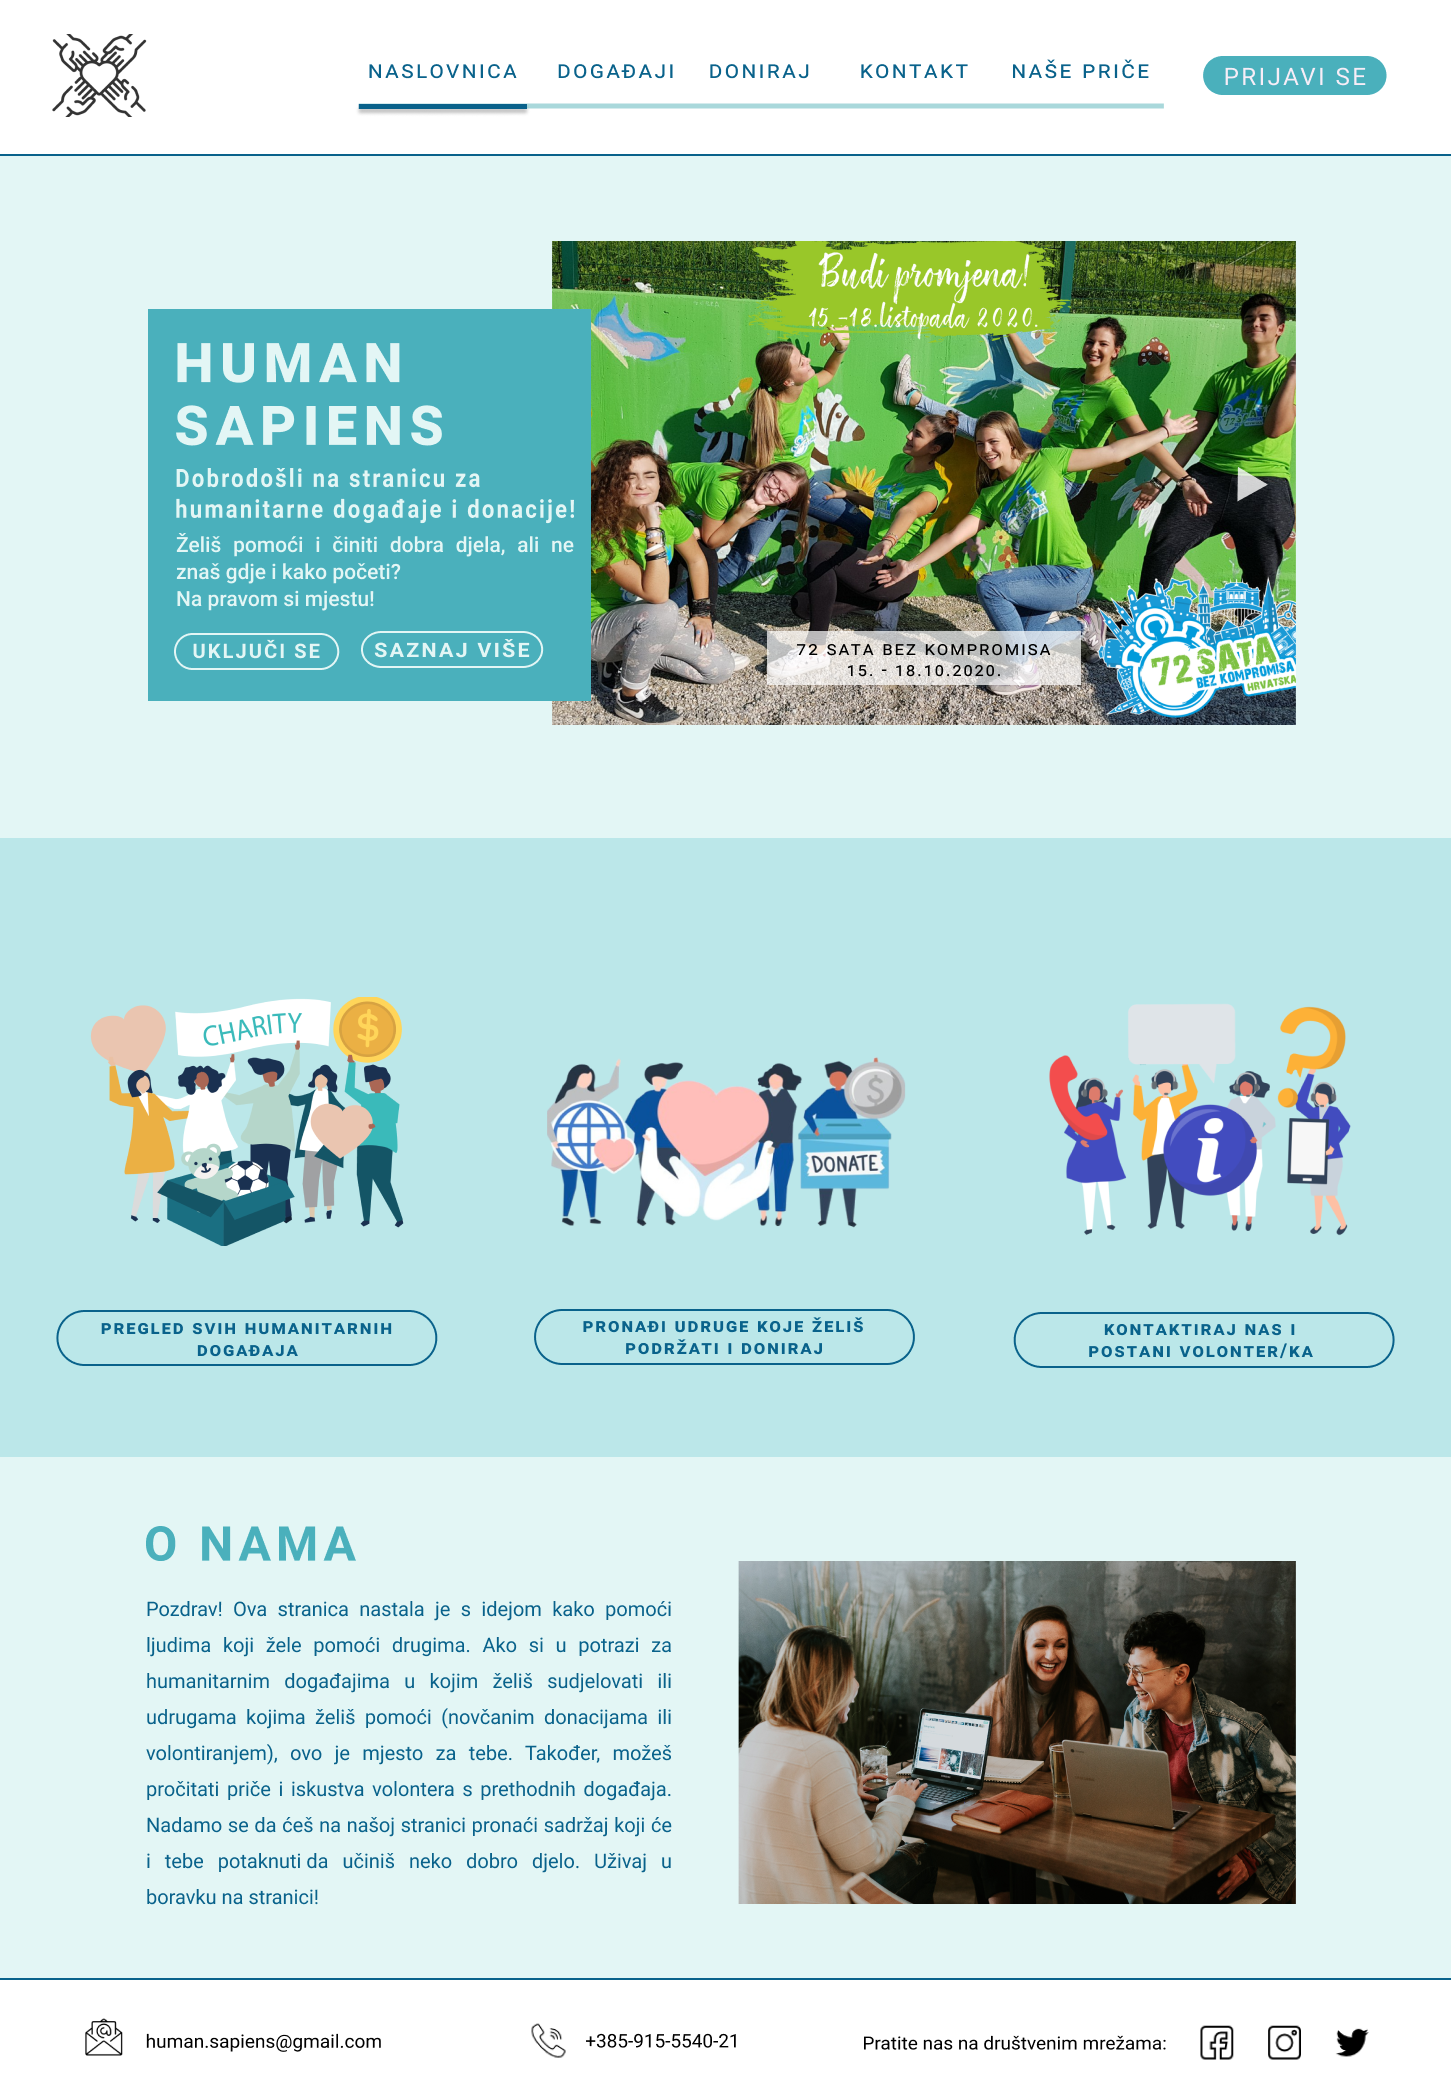 NASLOVNICA DOGAĐAJI DONIRAJ KONTAKT NAŠE PRIČE PRIJAVI SE
Budi promjena!
15.-18.listopada 2020.
HUMAN
SAPIENS
Dobrodošli na stranicu za
humanitarne događaje i donacije!
Želiš pomoći i činiti dobra djela, ali ne
znaš gdje i kako početi?
Na pravom si mjestu!
UKLJUČI SE SAZNAJ VIŠE
72 SATA BEZ KOMPROMISA
15. - 18.10.2020.
72 SATA
BEZ KOMPROMISA
HRVATSKA
CHARITY
$
$
DONATE
i
PREGLED SVIH HUMANITARNIH
DOGAĐAJA
PRONAĐI UDRUGE KOJE ŽELIŠ
PODRŽATI I DONIRAJ
KONTAKTIRAJ NAS I
POSTANI VOLONTER/KA
O NAMA
Pozdrav! Ova stranica nastala je s idejom kako pomoći
ljudima koji žele pomoći drugima. Ako si u potrazi za
humanitarnim događajima u kojim želiš sudjelovati ili
udrugama kojima želiš pomoći (novčanim donacijama ili
volontiranjem), ovo je mjesto za tebe. Također, možeš
pročitati priče i iskustva volontera s prethodnih događaja.
Nadamo se da ćeš na našoj stranici pronaći sadržaj koji će
i tebe potaknuti da učiniš neko dobro djelo. Uživaj u
boravku na stranici!
human.sapiens@gmail.com
+385-915-5540-21
Pratite nas na društvenim mrežama: